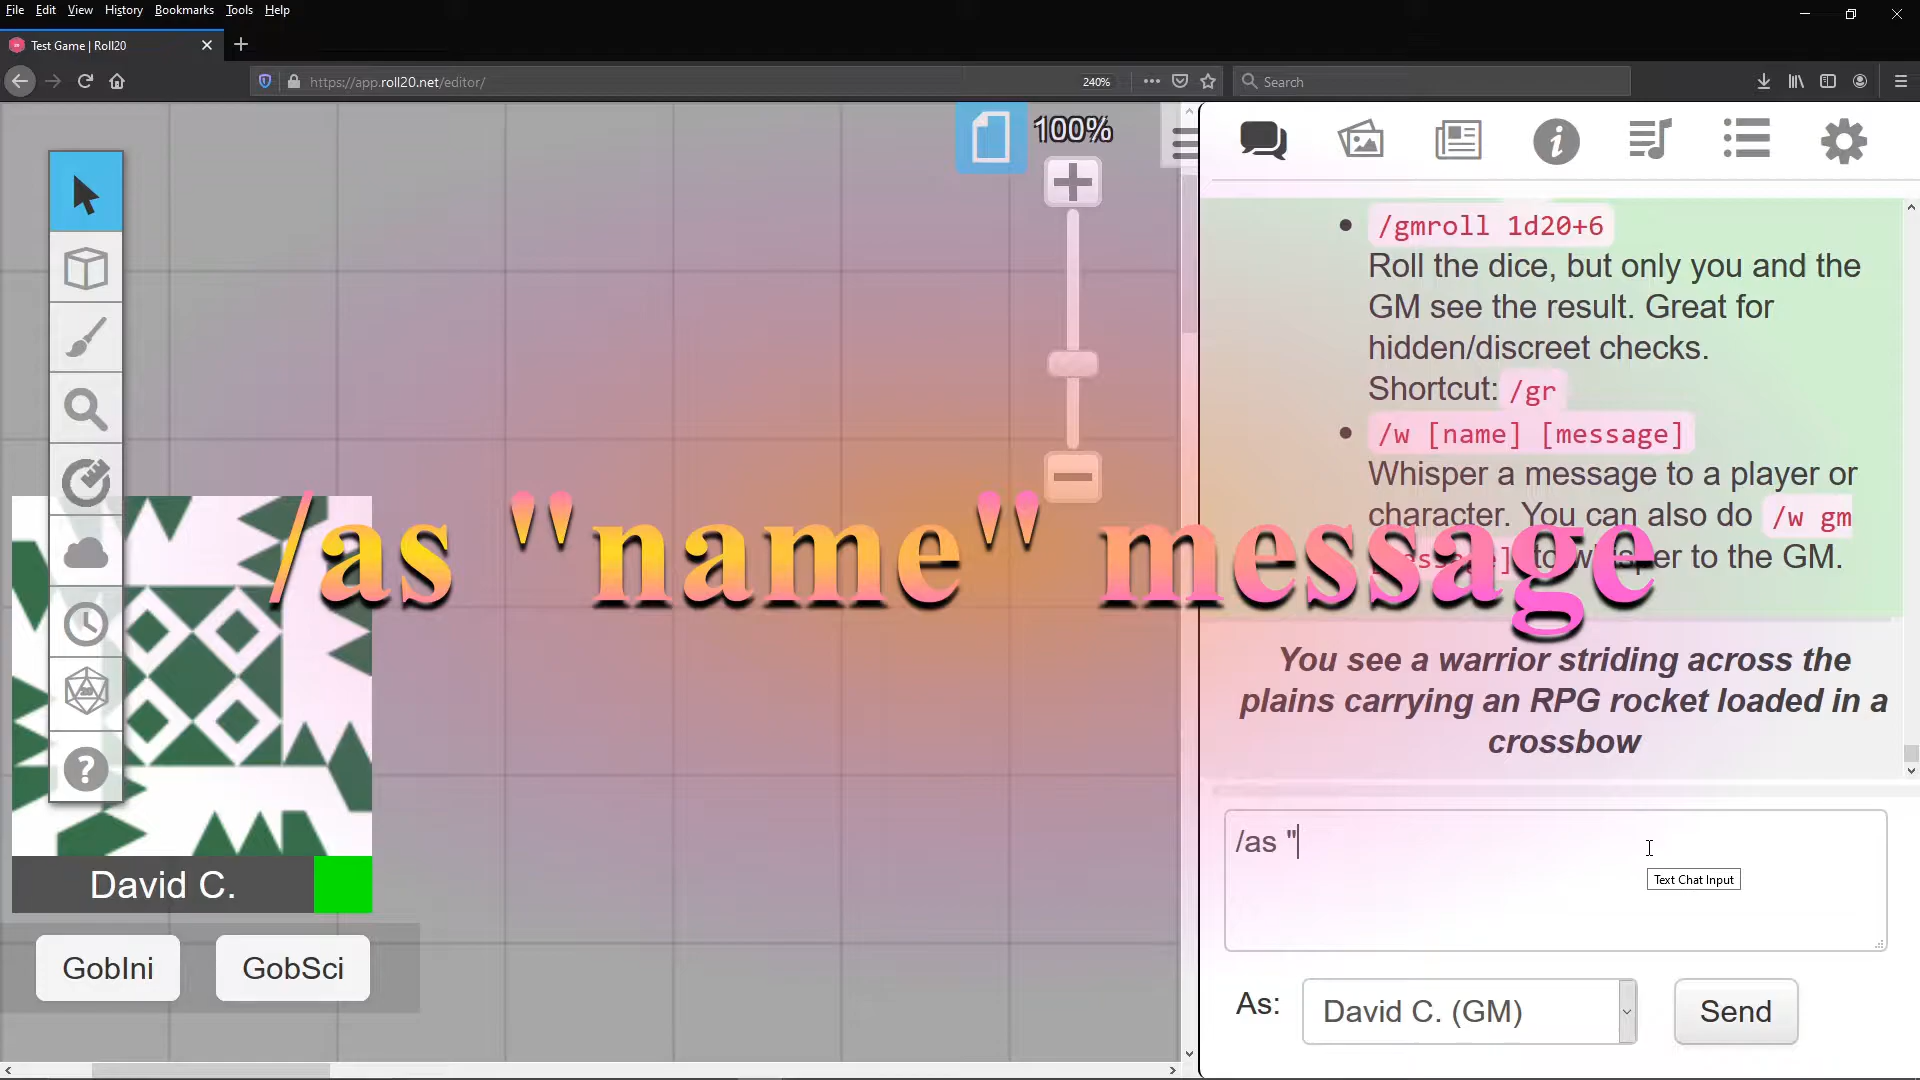 File Edit View History Bookmarks Tools Help
Test Game | Roll20
https://app.roll20.net/editor/
240%
Search
100%
/gmroll 1d20+6
Roll the dice, but only you and the
GM see the result. Great for
hidden/discreet checks.
Shortcut: /gr
/w [name] [message]
Whisper a message to a player or
character. You can also do /w gm
to whisper to the GM.
/as "name" message
You see a warrior striding across the
plains carrying an RPG rocket loaded in a
crossbow
/as "
Text Chat Input
David C.
GobIni GobSci
As: David C. (GM) Send